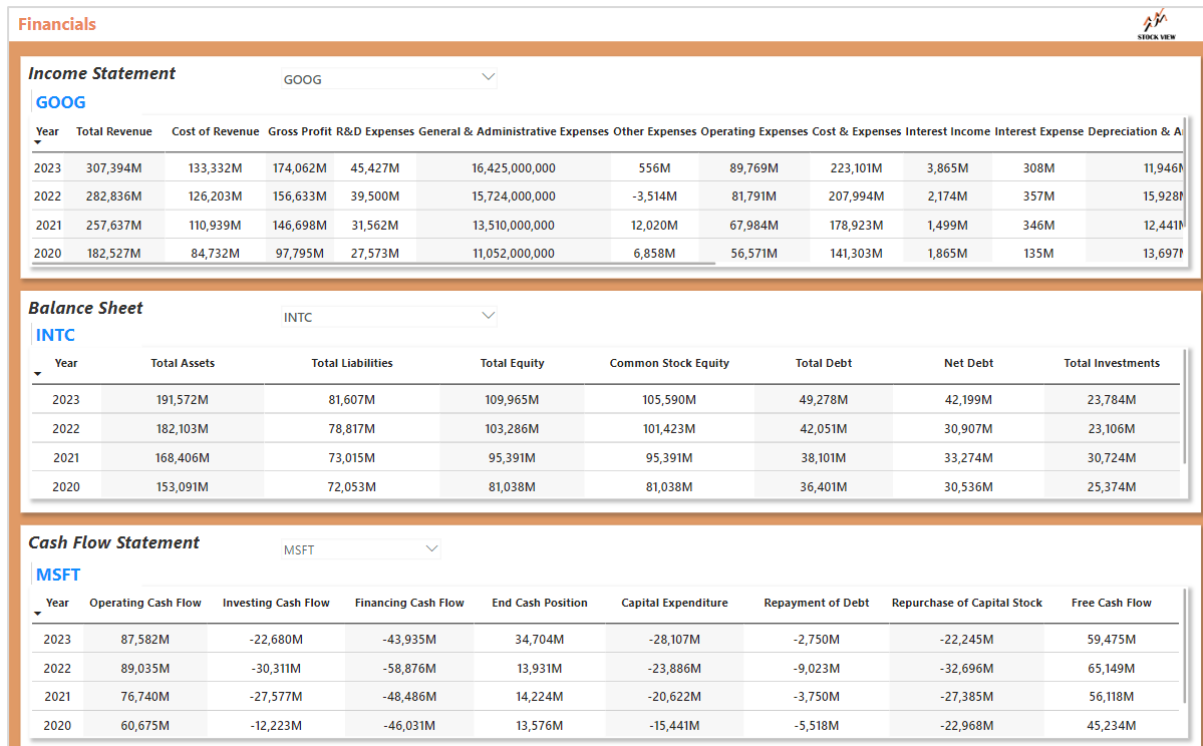 Financials
STOCK VIEW
Income Statement GOOG
GOOG
Year Total Revenue Cost of Revenue Gross Profit R&D Expenses General & Administrative Expenses Other Expenses Operating Expenses Cost & Expenses Interest Income Interest Expense Depreciation & A
2023 307,394M 133,332M 174,062M 45,427M 16,425,000,000 556M 89,769M 223,101M 3,865M 308M 11,946M
2022 282,836M 126,203M 156,633M 39,500M 15,724,000,000 -3,514M 81,791M 207,994M 2,174M 357M 15,928M
2021 257,637M 110,939M 146,698M 31,562M 13,510,000,000 12,020M 67,984M 178,923M 1,499M 346M 12,441M
2020 182,527M 84,732M 97,795M 27,573M 11,052,000,000 6,858M 56,571M 141,303M 1,865M 135M 13,697M
Balance Sheet INTC
INTC
Year Total Assets Total Liabilities Total Equity Common Stock Equity Total Debt Net Debt Total Investments
2023 191,572M 81,607M 109,965M 105,590M 49,278M 42,199M 23,784M
2022 182,103M 78,817M 103,286M 101,423M 42,051M 30,907M 23,106M
2021 168,406M 73,015M 95,391M 95,391M 38,101M 33,274M 30,724M
2020 153,091M 72,053M 81,038M 81,038M 36,401M 30,536M 25,374M
Cash Flow Statement MSFT
MSFT
Year Operating Cash Flow Investing Cash Flow Financing Cash Flow End Cash Position Capital Expenditure Repayment of Debt Repurchase of Capital Stock Free Cash Flow
2023 87,582M -22,680M -43,935M 34,704M -28,107M -2,750M -22,245M 59,475M
2022 89,035M -30,311M -58,876M 13,931M -23,886M -9,023M -32,696M 65,149M
2021 76,740M -27,577M -48,486M 14,224M -20,622M -3,750M -27,385M 56,118M
2020 60,675M -12,223M -46,031M 13,576M -15,441M -5,518M -22,968M 45,234M